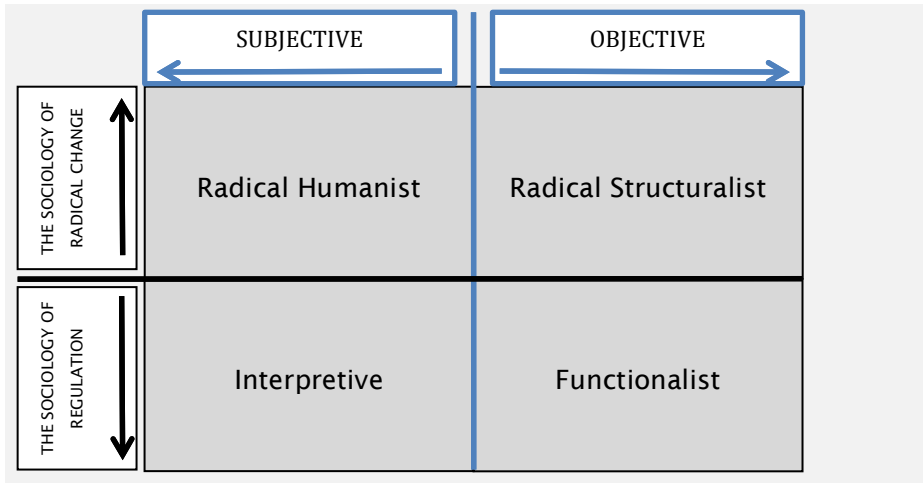 SUBJECTIVE
OBJECTIVE
THE SOCIOLOGY OF
RADICAL CHANGE
Radical Humanist
Radical Structuralist
THE SOCIOLOGY OF
REGULATION
Interpretive
Functionalist